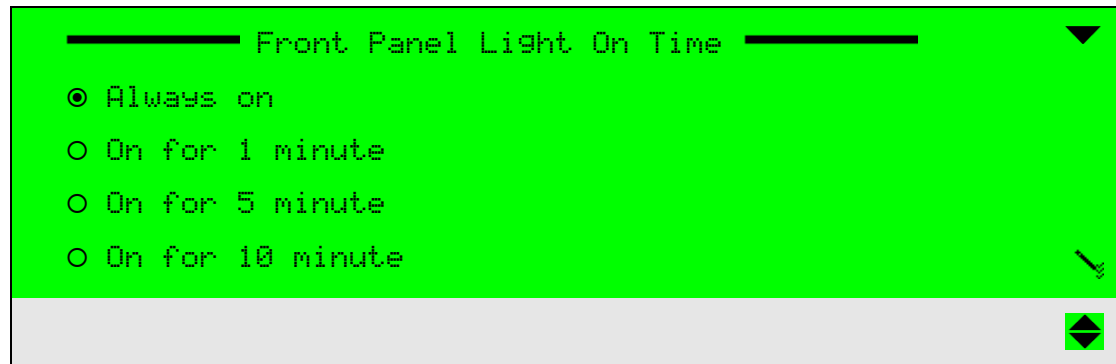 Front Panel Light On Time
Always on
On for 1 minute
On for 5 minute
On for 10 minute